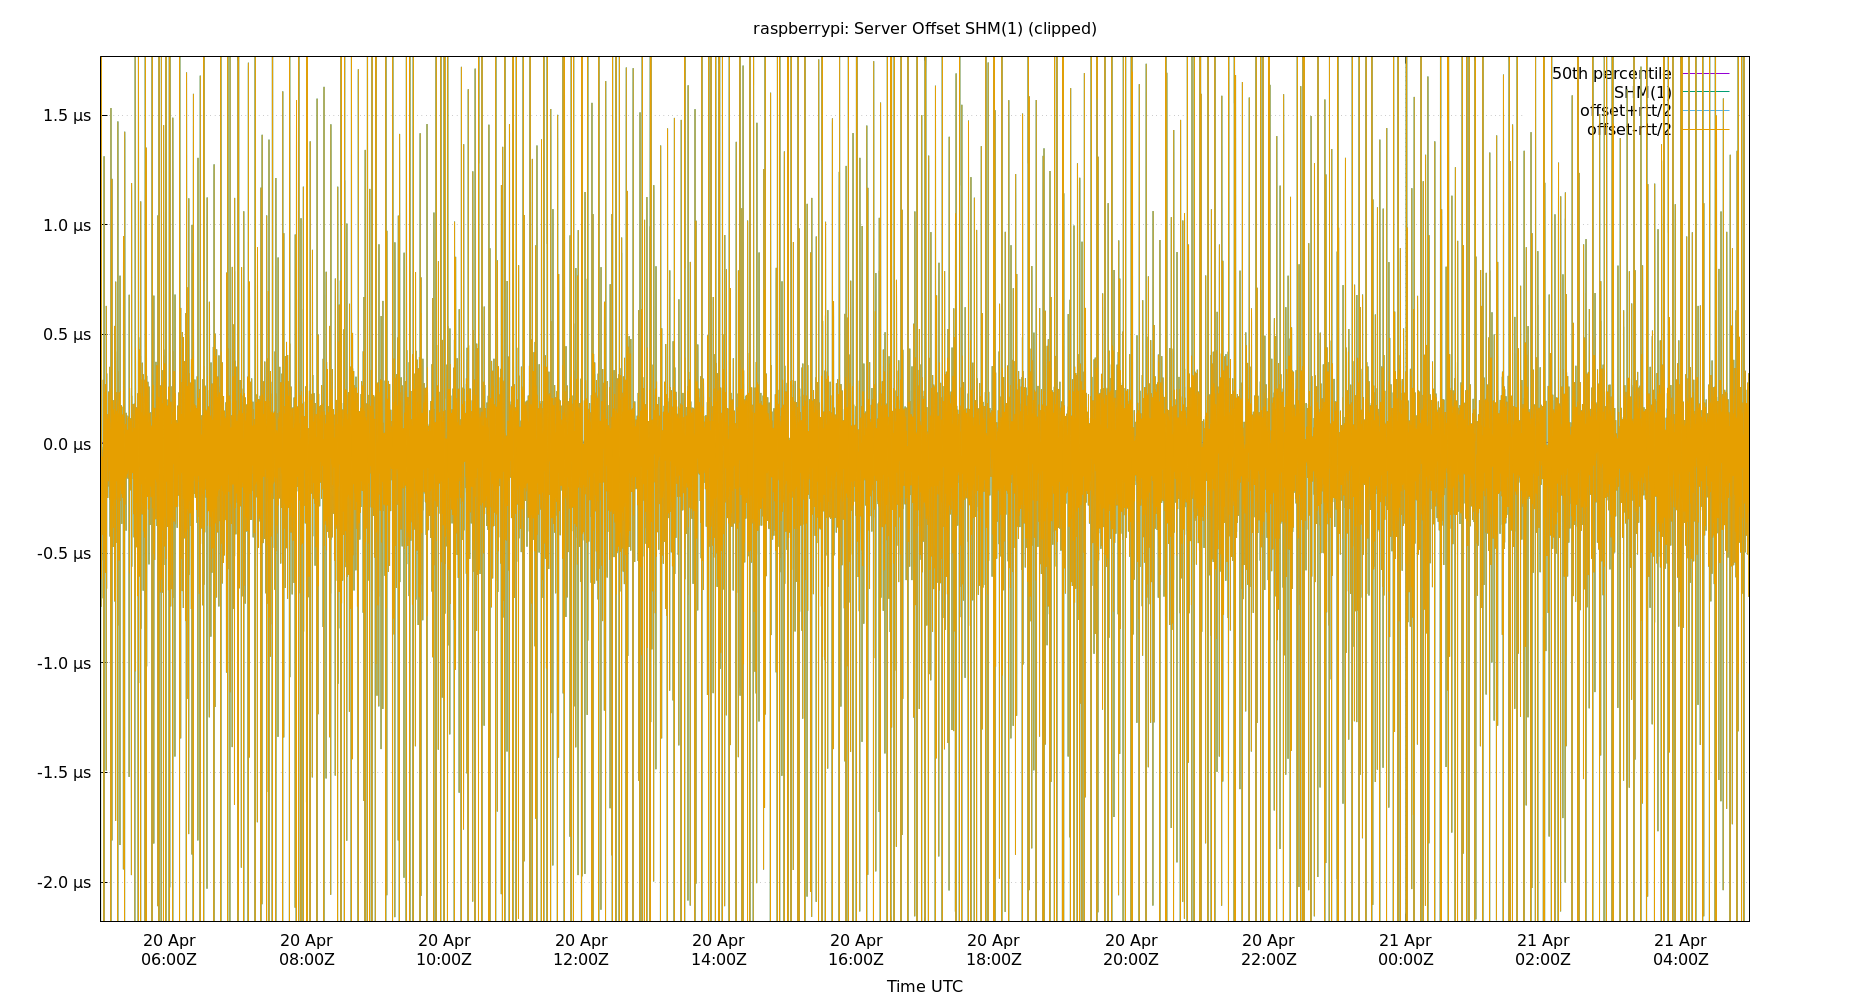 raspberrypi: Server Offset SHM(1) (clipped)
50th percentile
SHM(1)
offset+rtt/2
offset-rtt/2
1.5 µs
1.0 µs
0.5 µs
0.0 µs
-0.5 µs
-1.0 µs
-1.5 µs
-2.0 µs
20 Apr 20 Apr 20 Apr 20 Apr 20 Apr 20 Apr 20 Apr 20 Apr 20 Apr 21 Apr 21 Apr 21 Apr
06:00Z 08:00Z 10:00Z 12:00Z 14:00Z 16:00Z 18:00Z 20:00Z 22:00Z 00:00Z 02:00Z 04:00Z
Time UTC